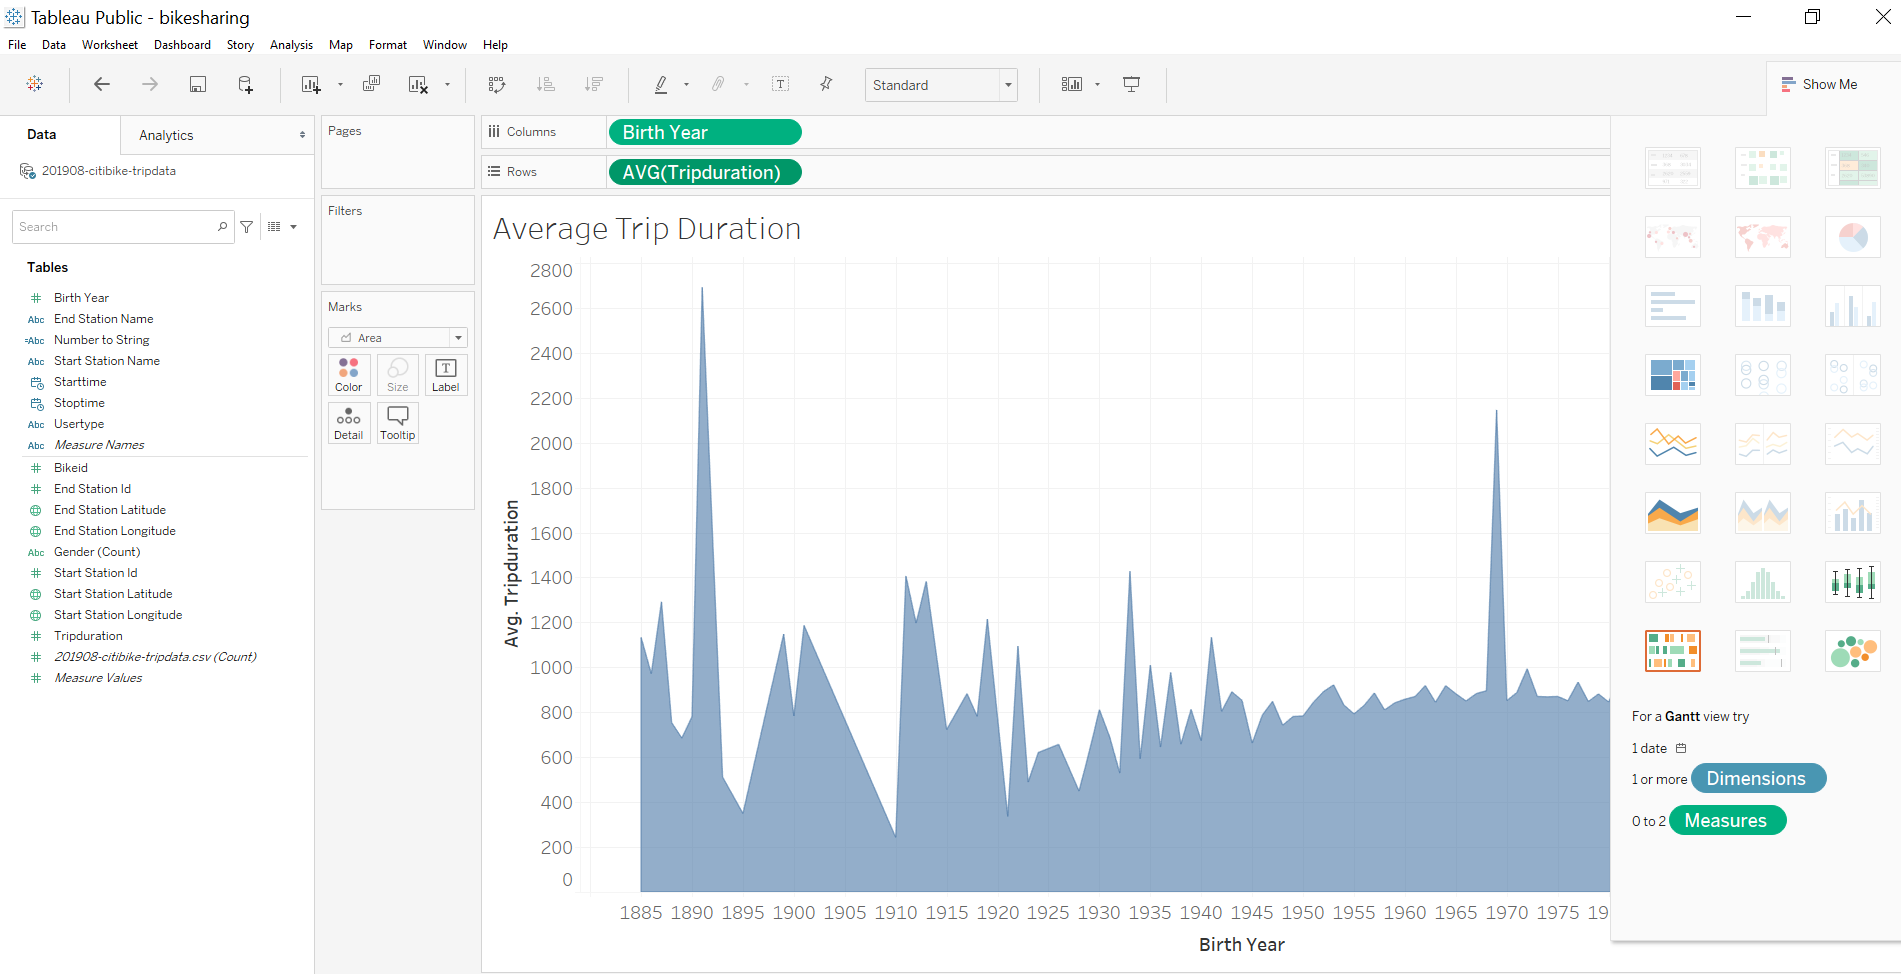 Tableau Public - bikesharing
File Data Worksheet Dashboard Story Analysis Map Format Window Help
Standard
Show Me
Data
Analytics
201908-citibike-tripdata
Search
Tables
# Birth Year
Abc End Station Name
=Abc Number to String
Abc Start Station Name
Starttime
Stoptime
Abc Usertype
Abc Measure Names
# Bikeid
# End Station Id
End Station Latitude
End Station Longitude
Abc Gender (Count)
# Start Station Id
Start Station Latitude
Start Station Longitude
# Tripduration
# 201908-citibike-tripdata.csv (Count)
# Measure Values
Pages
Filters
Marks
Area
Color Size Label
Detail Tooltip
Columns Birth Year
Rows AVG(Tripduration)
Average Trip Duration
Avg. Tripduration
2800
2600
2400
2200
2000
1800
1600
1400
1200
1000
800
600
400
200
0
1885 1890 1895 1900 1905 1910 1915 1920 1925 1930 1935 1940 1945 1950 1955 1960 1965 1970 1975 19
Birth Year
For a Gantt view try
1 date
1 or more Dimensions
0 to 2 Measures